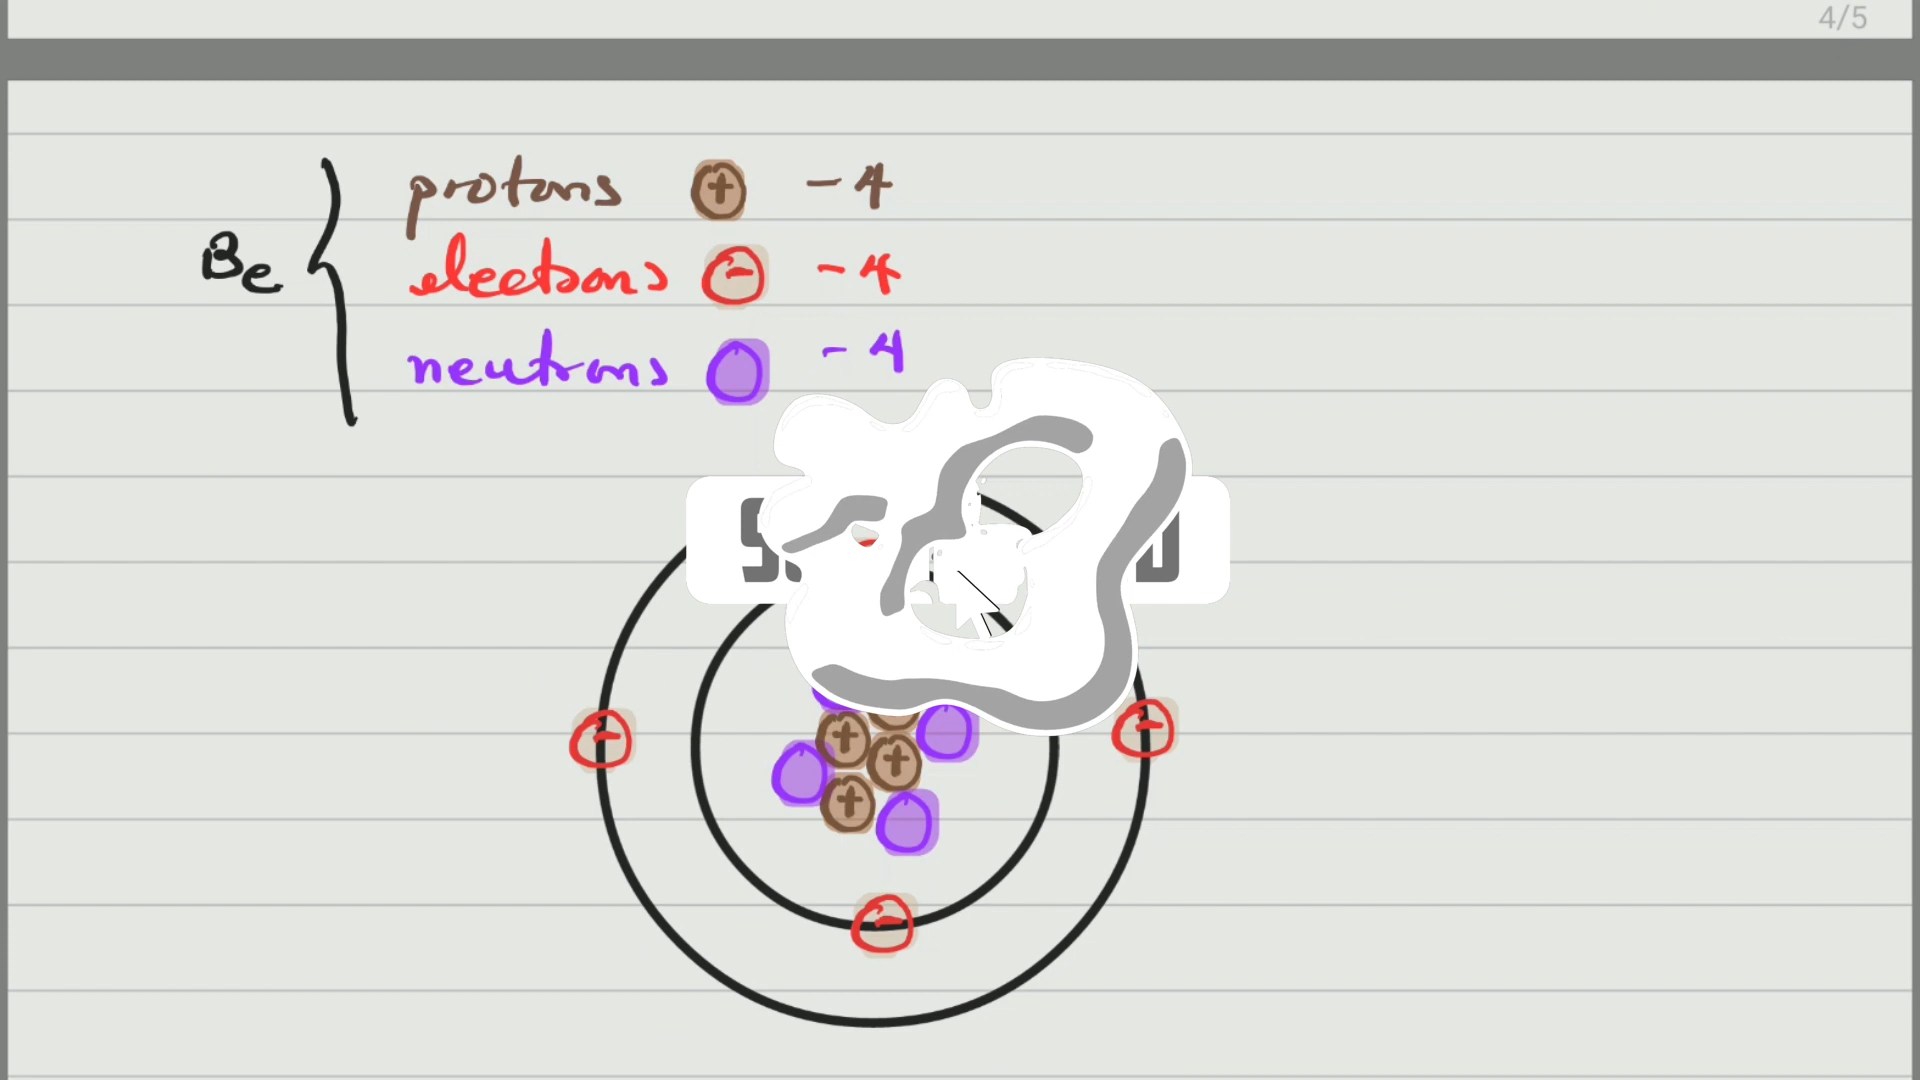 4/5
protons + - 4
Be
electrons - - 4
neutrons - 4
-
-
+
+
+
-